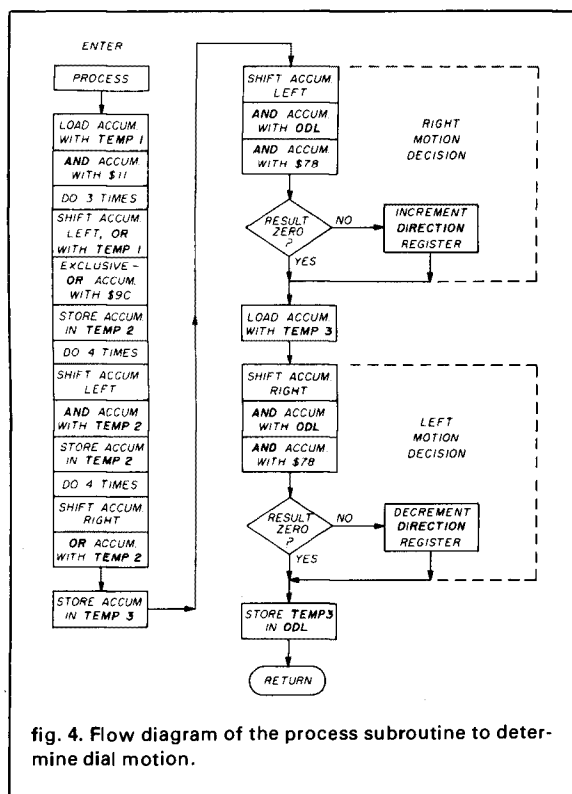 ENTER
PROCESS
LOAD ACCUM.
WITH TEMP 1
AND ACCUM
WITH $11
DO 3 TIMES
SHIFT ACCUM.
LEFT, OR
WITH TEMP 1
EXCLUSIVE-
OR ACCUM.
WITH $9C
STORE ACCUM
IN TEMP 2
DO 4 TIMES
SHIFT ACCUM
LEFT
AND ACCUM
WITH TEMP 2
STORE ACCUM
IN TEMP 2
DO 4 TIMES
SHIFT ACCUM.
RIGHT
OR ACCUM.
WITH TEMP 2
STORE ACCUM
IN TEMP 3
SHIFT ACCUM.
LEFT
AND ACCUM
WITH ODL
AND ACCUM
WITH $78
RIGHT
MOTION
DECISION
RESULT
ZERO
?
NO
YES
INCREMENT
DIRECTION
REGISTER
LOAD ACCUM.
WITH TEMP 3
SHIFT ACCUM.
RIGHT
AND ACCUM
WITH ODL
AND ACCUM
WITH $78
LEFT
MOTION
DECISION
RESULT
ZERO
?
NO
YES
DECREMENT
DIRECTION
REGISTER
STORE TEMP3
IN ODL
RETURN
fig. 4. Flow diagram of the process subroutine to deter-
mine dial motion.